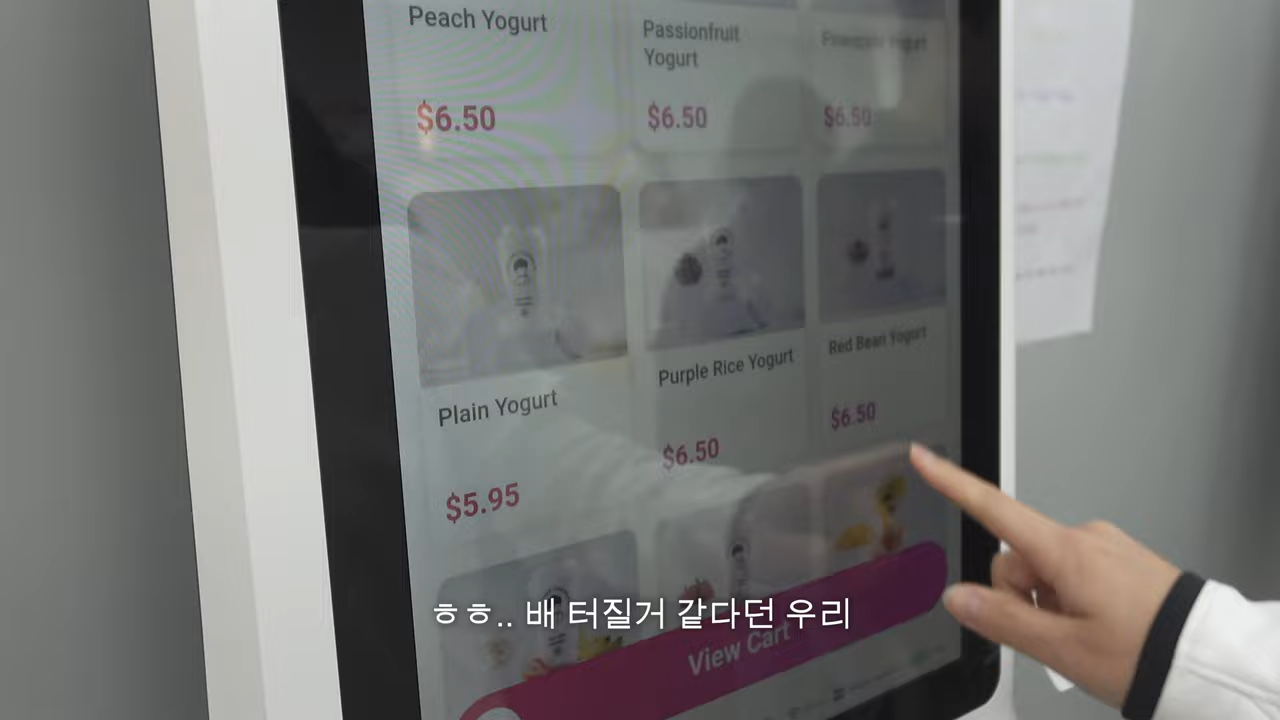 Peach Yogurt
$6.50
Passionfruit
Yogurt
$6.50
Yogurt
$6.50
Plain Yogurt
$5.95
Purple Rice Yogurt
$6.50
Red Bean Yogurt
$6.50
View Cart
ㅎㅎ.. 배 터질거 같다던 우리